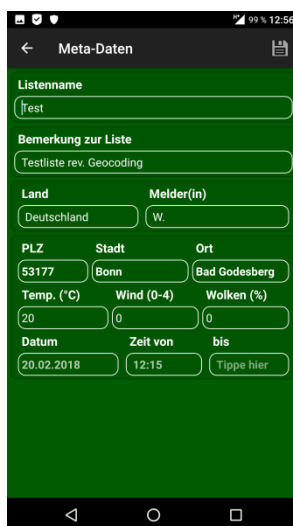 99 % 12:56
Meta-Daten
Listenname
Test
Bemerkung zur Liste
Testliste rev. Geocoding
Land Melder(in)
Deutschland W.
PLZ Stadt Ort
53177 Bonn Bad Godesberg
Temp. (°C) Wind (0-4) Wolken (%)
20 0 0
Datum Zeit von bis
20.02.2018 12:15 Tippe hier